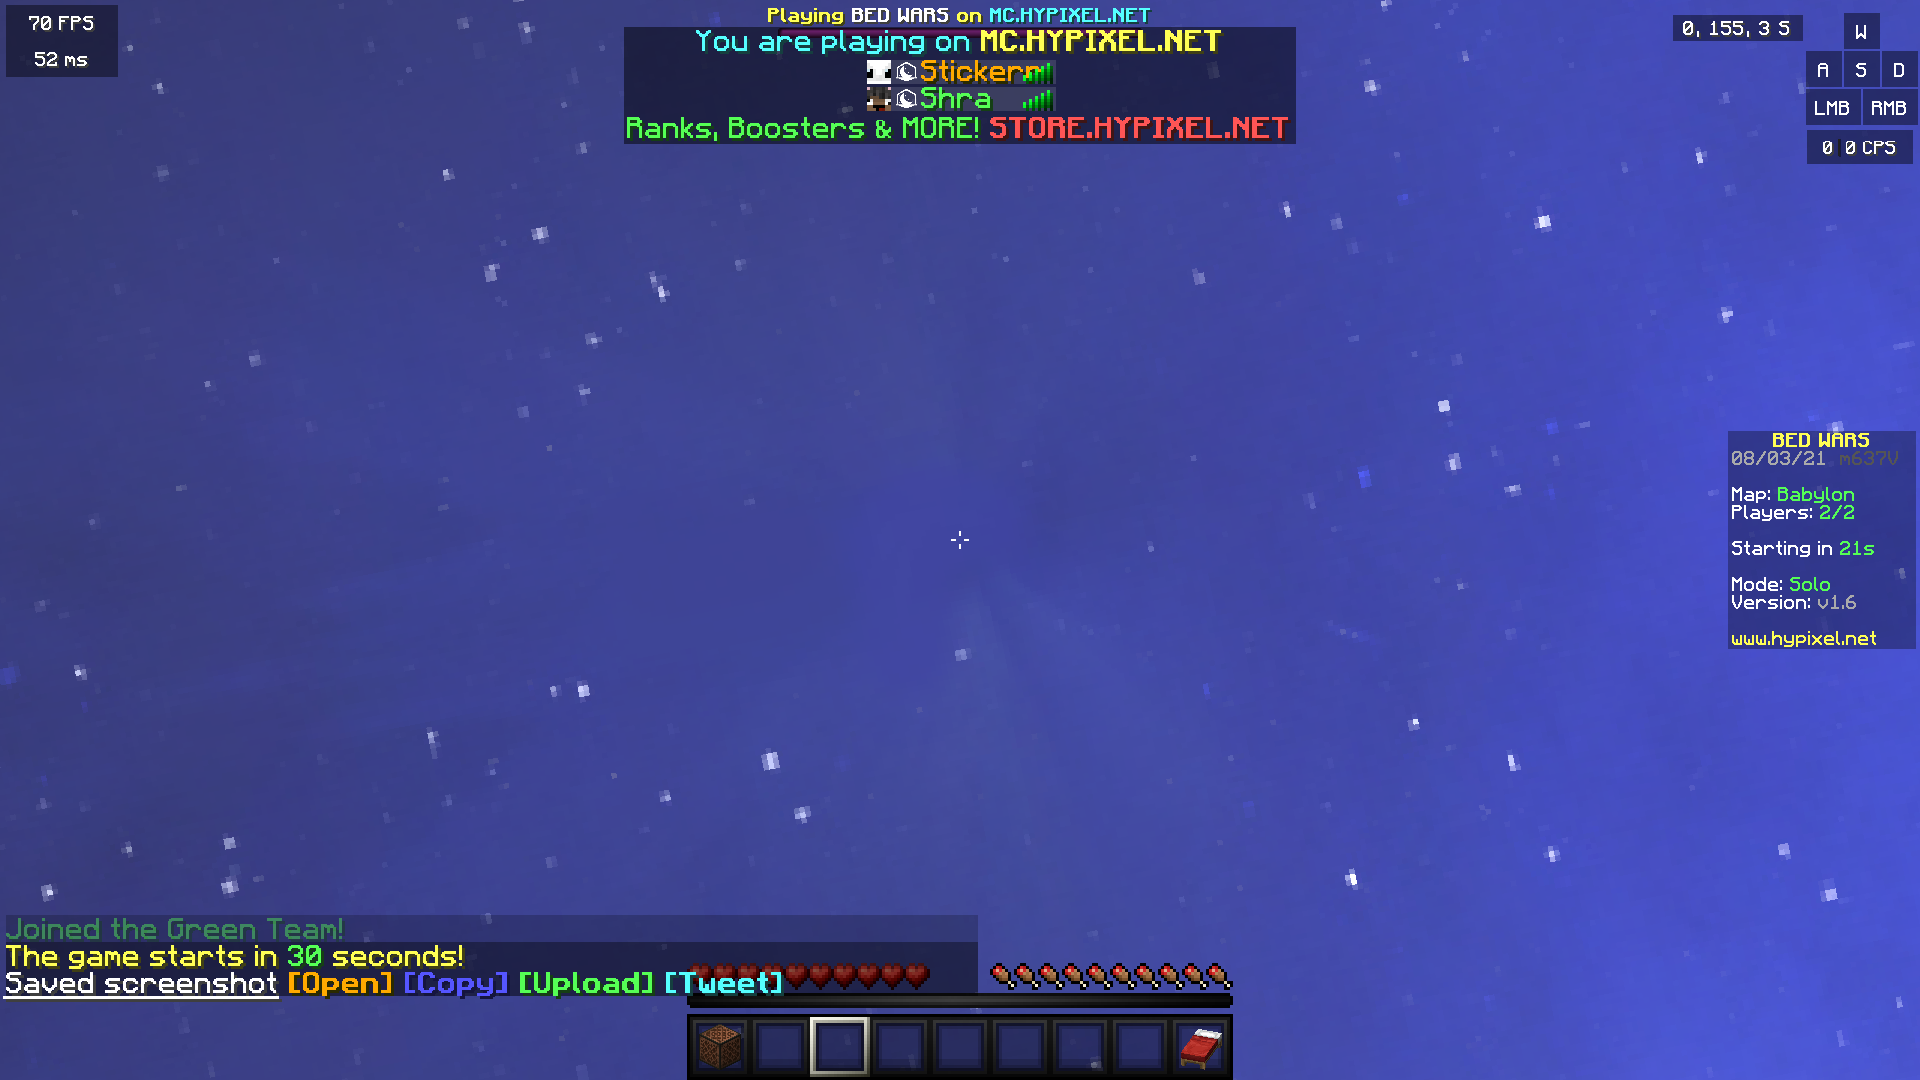 70 FPS
52 ms
Playing BED WARS on MC.HYPIXEL.NET
You are playing on MC.HYPIXEL.NET
Stickerm
Shra
Ranks, Boosters & MORE! STORE.HYPIXEL.NET
0, 155, 3 S
W
A S D
LMB RMB
0 | 0 CPS
BED WARS
08/03/21 m637V
Map: Babylon
Players: 2/2
Starting in 21s
Mode: Solo
Version: v1.6
www.hypixel.net
Joined the Green Team!
The game starts in 30 seconds!
Saved screenshot [Open] [Copy] [Upload] [Tweet]